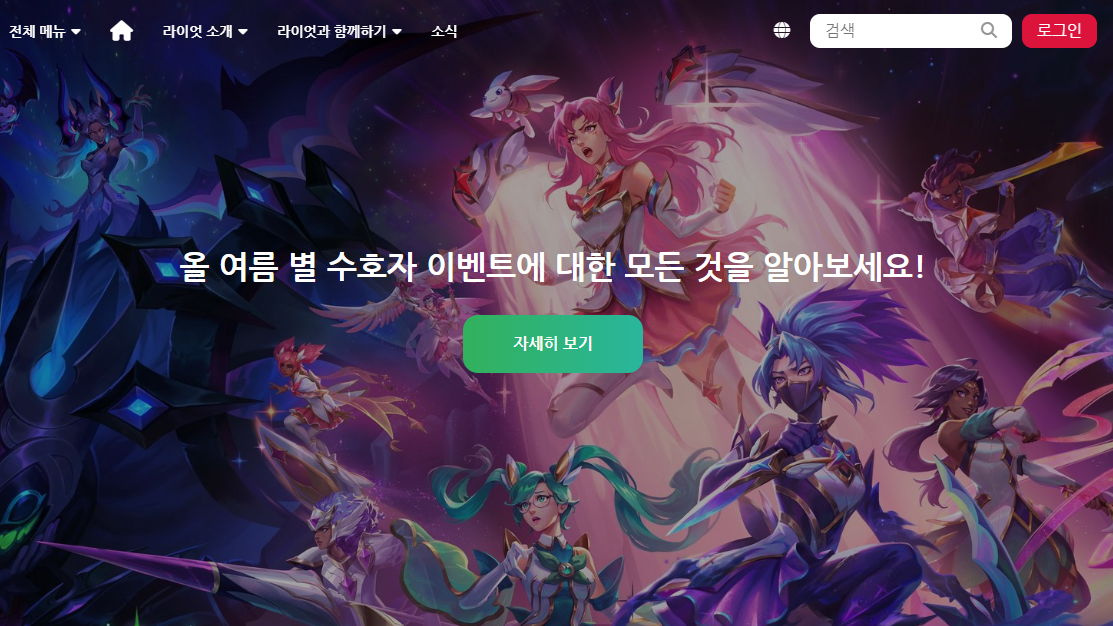 전체 메뉴
라이엇 소개
라이엇과 함께하기
소식
검색
로그인
올 여름 별 수호자 이벤트에 대한 모든 것을 알아보세요!
자세히 보기